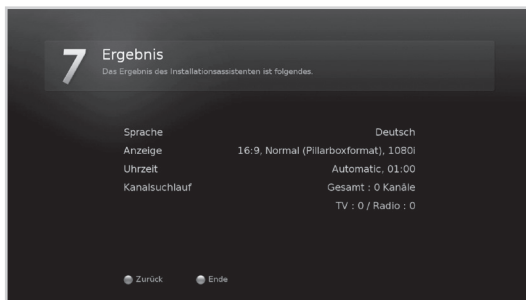 7 Ergebnis
Das Ergebnis des Installationsassistenten ist folgendes.
Sprache Deutsch
Anzeige 16:9, Normal (Pillarboxformat), 1080i
Uhrzeit Automatic, 01:00
Kanalsuchlauf Gesamt : 0 Kanäle
TV : 0 / Radio : 0
Zurück Ende